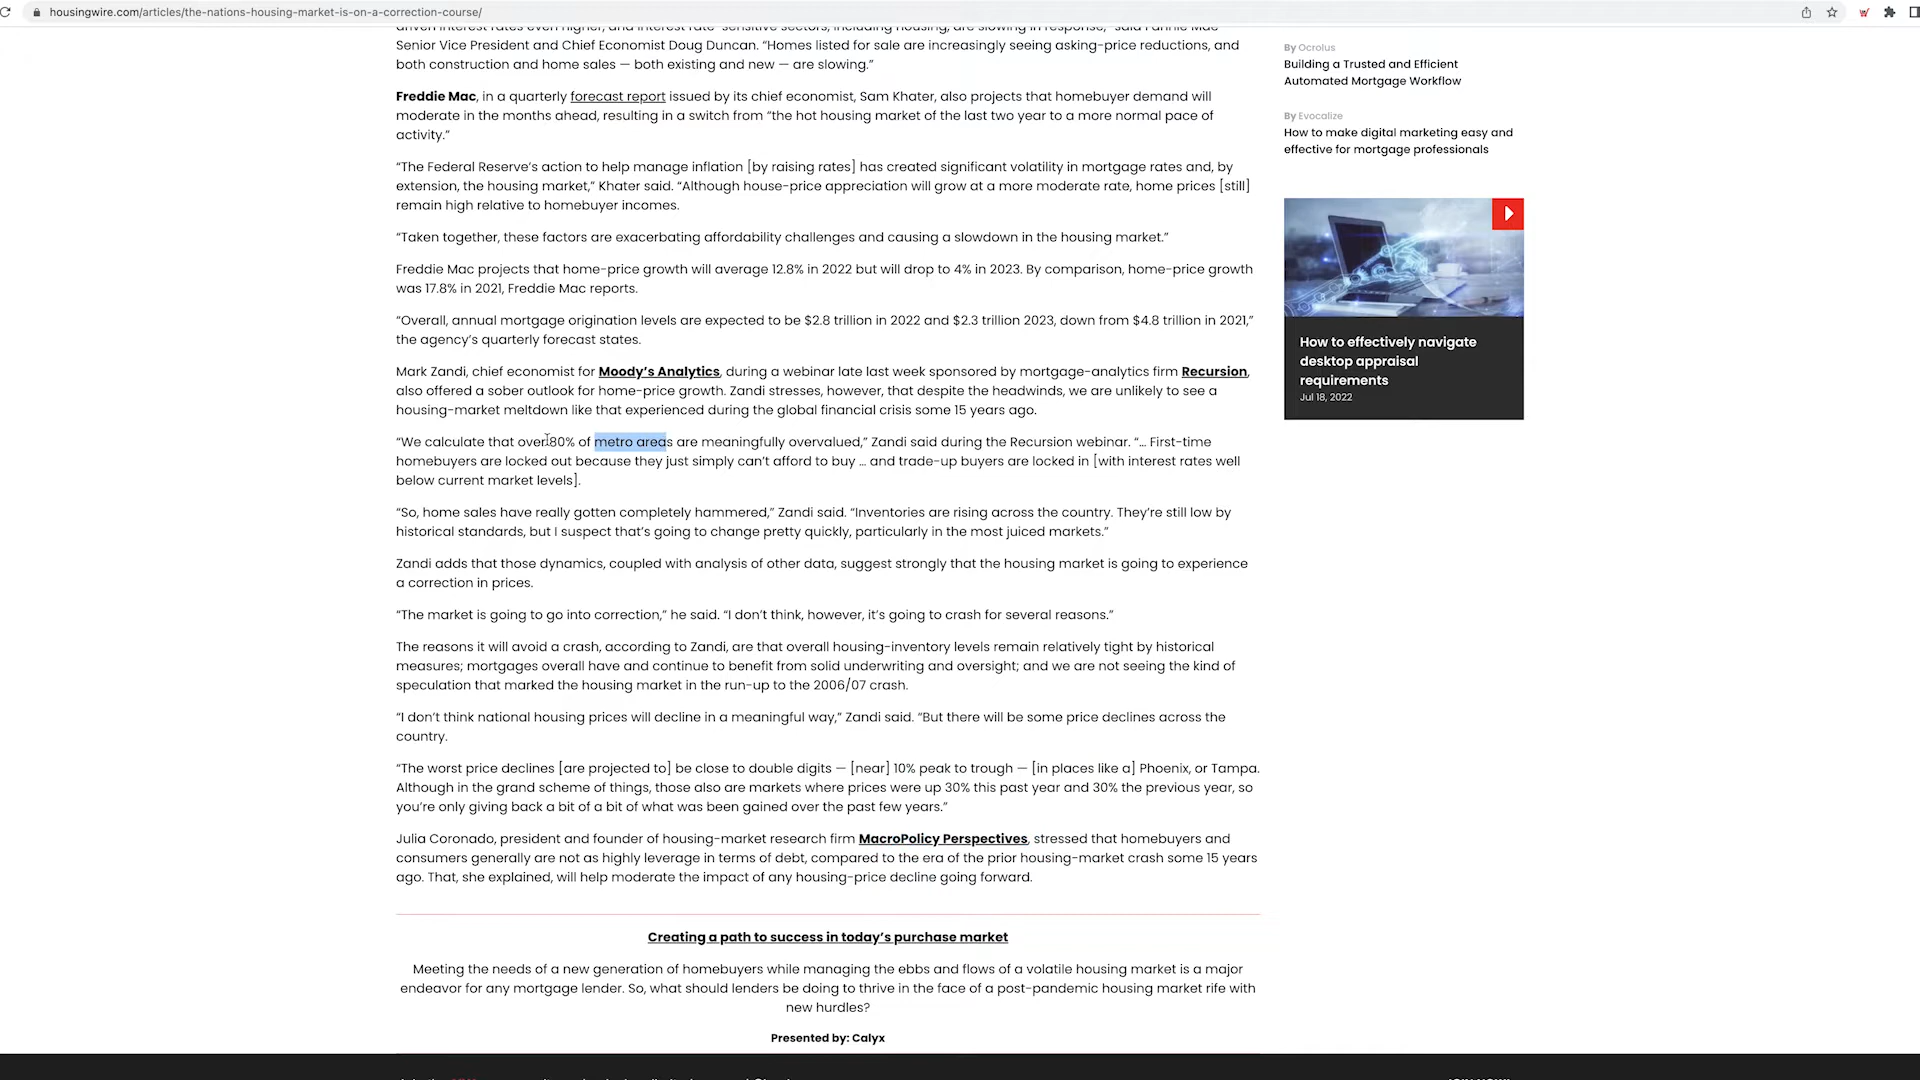 housingwire.com/articles/the-nations-housing-market-is-on-a-correction-course/
driven interest rates even higher, and interest rate-sensitive sectors, including housing, are slowing in response,” said Fannie Mae
Senior Vice President and Chief Economist Doug Duncan. “Homes listed for sale are increasingly seeing asking-price reductions, and
both construction and home sales — both existing and new — are slowing.”
Freddie Mac, in a quarterly forecast report issued by its chief economist, Sam Khater, also projects that homebuyer demand will
moderate in the months ahead, resulting in a switch from “the hot housing market of the last two year to a more normal pace of
activity.”
“The Federal Reserve’s action to help manage inflation [by raising rates] has created significant volatility in mortgage rates and, by
extension, the housing market,” Khater said. “Although house-price appreciation will grow at a more moderate rate, home prices [still]
remain high relative to homebuyer incomes.
“Taken together, these factors are exacerbating affordability challenges and causing a slowdown in the housing market.”
Freddie Mac projects that home-price growth will average 12.8% in 2022 but will drop to 4% in 2023. By comparison, home-price growth
was 17.8% in 2021, Freddie Mac reports.
“Overall, annual mortgage origination levels are expected to be $2.8 trillion in 2022 and $2.3 trillion 2023, down from $4.8 trillion in 2021,”
the agency’s quarterly forecast states.
Mark Zandi, chief economist for Moody’s Analytics, during a webinar late last week sponsored by mortgage-analytics firm Recursion,
also offered a sober outlook for home-price growth. Zandi stresses, however, that despite the headwinds, we are unlikely to see a
housing-market meltdown like that experienced during the global financial crisis some 15 years ago.
“We calculate that over 80% of metro areas are meaningfully overvalued,” Zandi said during the Recursion webinar. “… First-time
homebuyers are locked out because they just simply can’t afford to buy … and trade-up buyers are locked in [with interest rates well
below current market levels].
“So, home sales have really gotten completely hammered,” Zandi said. “Inventories are rising across the country. They’re still low by
historical standards, but I suspect that’s going to change pretty quickly, particularly in the most juiced markets.”
Zandi adds that those dynamics, coupled with analysis of other data, suggest strongly that the housing market is going to experience
a correction in prices.
“The market is going to go into correction,” he said. “I don’t think, however, it’s going to crash for several reasons.”
The reasons it will avoid a crash, according to Zandi, are that overall housing-inventory levels remain relatively tight by historical
measures; mortgages overall have and continue to benefit from solid underwriting and oversight; and we are not seeing the kind of
speculation that marked the housing market in the run-up to the 2006/07 crash.
“I don’t think national housing prices will decline in a meaningful way,” Zandi said. “But there will be some price declines across the
country.
“The worst price declines [are projected to] be close to double digits — [near] 10% peak to trough — [in places like a] Phoenix, or Tampa.
Although in the grand scheme of things, those also are markets where prices were up 30% this past year and 30% the previous year, so
you’re only giving back a bit of a bit of what was been gained over the past few years.”
Julia Coronado, president and founder of housing-market research firm MacroPolicy Perspectives, stressed that homebuyers and
consumers generally are not as highly leverage in terms of debt, compared to the era of the prior housing-market crash some 15 years
ago. That, she explained, will help moderate the impact of any housing-price decline going forward.
Creating a path to success in today’s purchase market
Meeting the needs of a new generation of homebuyers while managing the ebbs and flows of a volatile housing market is a major
endeavor for any mortgage lender. So, what should lenders be doing to thrive in the face of a post-pandemic housing market rife with
new hurdles?
Presented by: Calyx
By Ocrolus
Building a Trusted and Efficient
Automated Mortgage Workflow
By Evocalize
How to make digital marketing easy and
effective for mortgage professionals
How to effectively navigate
desktop appraisal
requirements
Jul 18, 2022